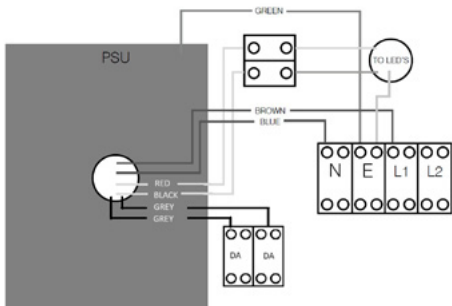 GREEN
PSU
TO LED'S
BROWN
BLUE
N E L1 L2
RED
BLACK
GREY
GREY
DA DA